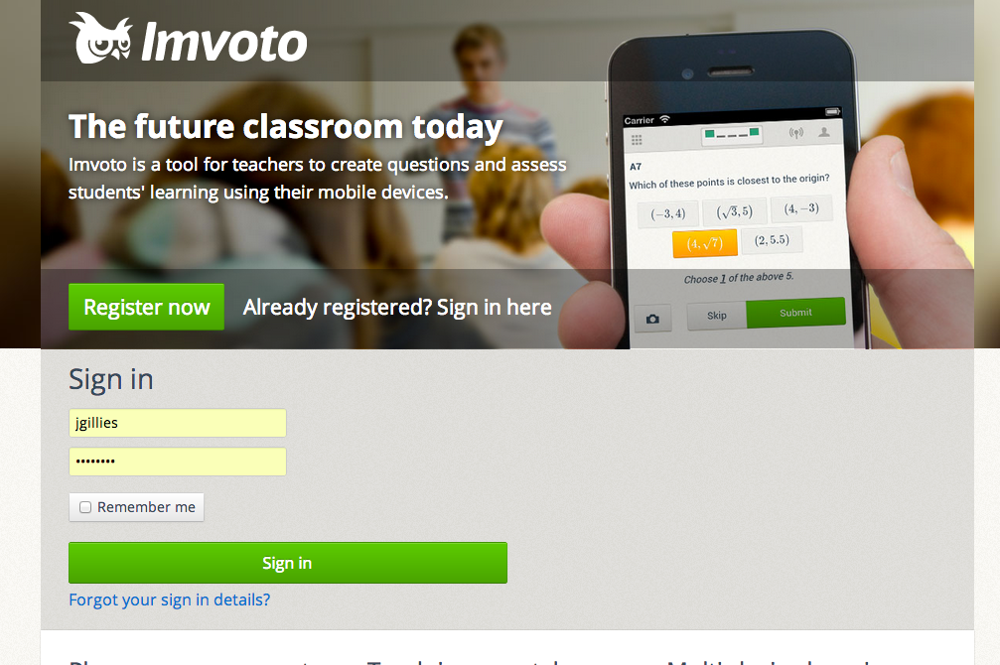 Imvoto
The future classroom today
Imvoto is a tool for teachers to create questions and assess
students' learning using their mobile devices.
Carrier
A7
Which of these points is closest to the origin?
(−3, 4)
(√3, 5)
(4, −3)
(4, √7)
(2, 5.5)
Choose 1 of the above 5.
Skip
Submit
Register now
Already registered? Sign in here
Sign in
jgillies
••••••••
Remember me
Sign in
Forgot your sign in details?